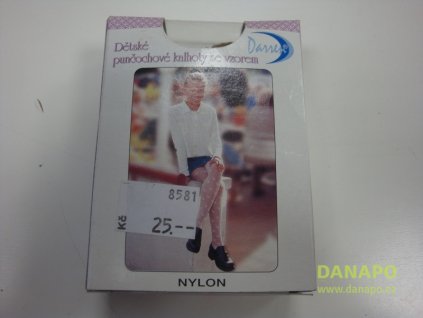 Dětské
punčochové kalhoty se vzorem
Darré
8581
Kč
25.--
NYLON
DANAPO
www.danapo.cz